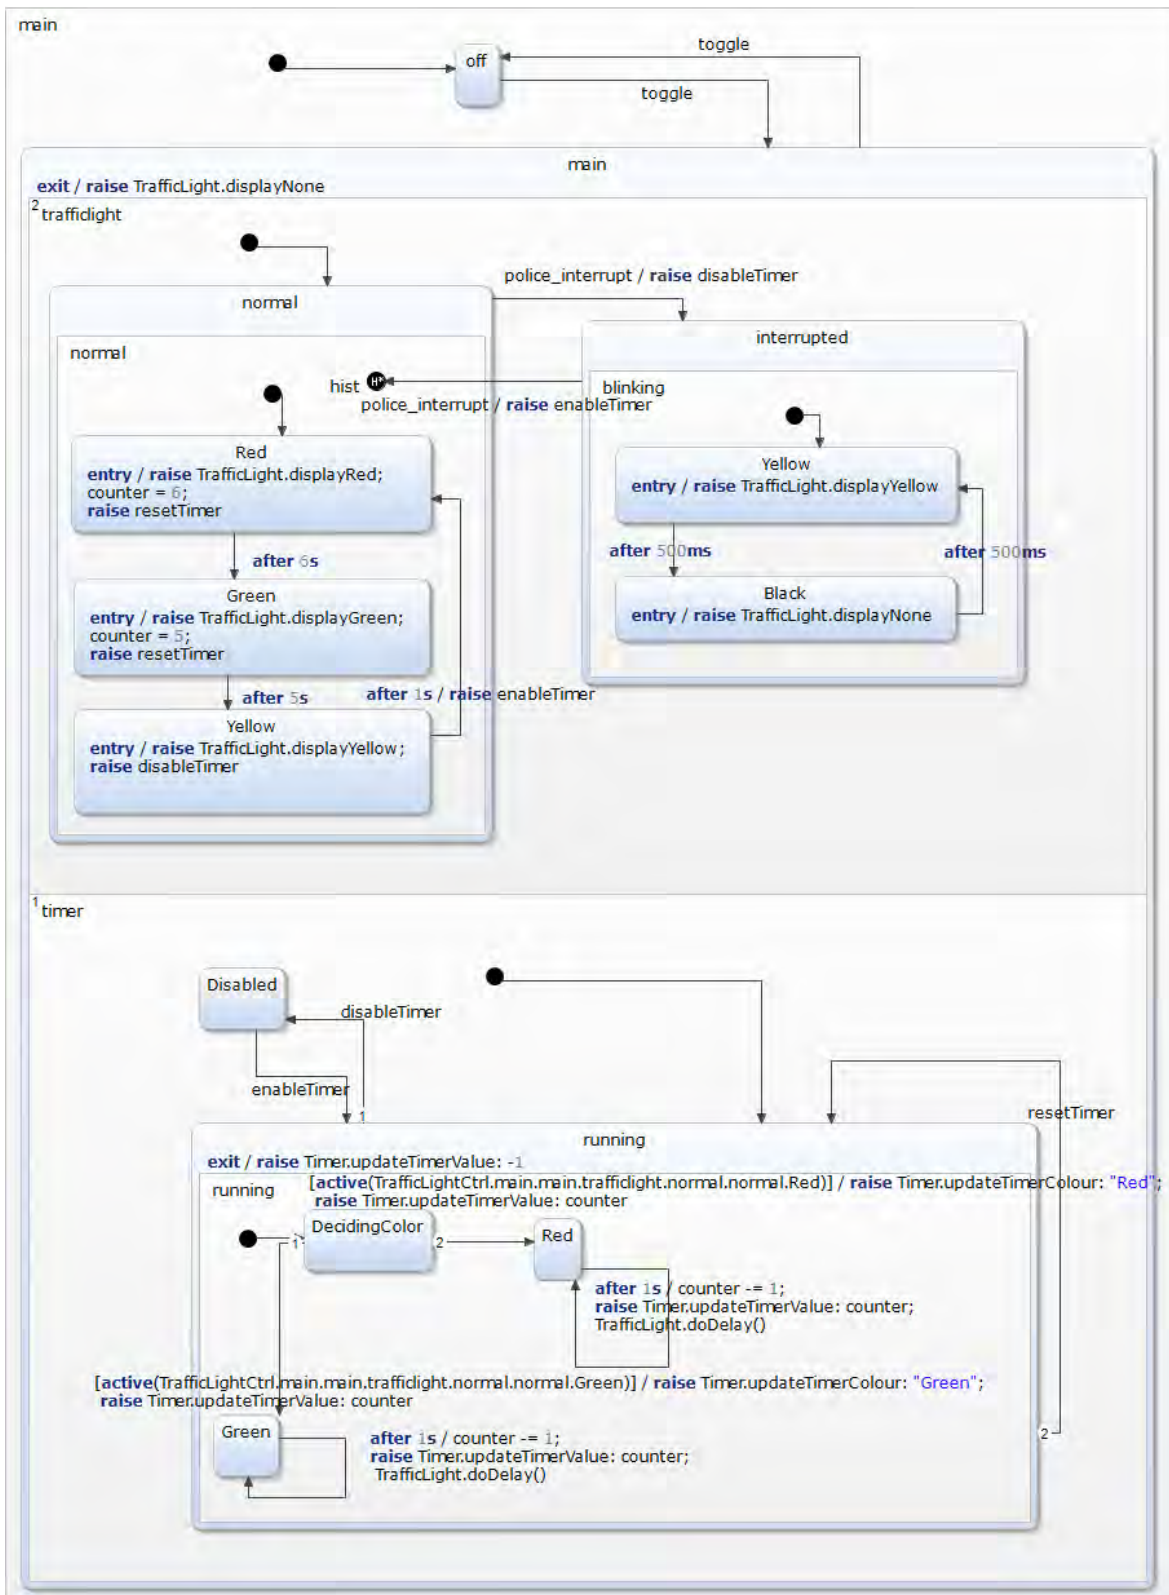 main
off
toggle
toggle
main
exit / raise TrafficLight.displayNone
2
trafficlight
police_interrupt / raise disableTimer
normal
interrupted
normal
hist
H*
blinking
police_interrupt / raise enableTimer
Red
entry / raise TrafficLight.displayRed;
counter = 6;
raise resetTimer
Yellow
entry / raise TrafficLight.displayYellow
after 6s
after 500ms
after 500ms
Green
entry / raise TrafficLight.displayGreen;
counter = 5;
raise resetTimer
Black
entry / raise TrafficLight.displayNone
after 5s
after 1s / raise enableTimer
Yellow
entry / raise TrafficLight.displayYellow;
raise disableTimer
1
timer
Disabled
disableTimer
enableTimer
1
resetTimer
running
exit / raise Timer.updateTimerValue: -1
[active(TrafficLightCtrl.main.main.trafficlight.normal.normal.Red)] / raise Timer.updateTimerColour: "Red";
raise Timer.updateTimerValue: counter
running
DecidingColor
1
2
Red
after 1s / counter -= 1;
raise Timer.updateTimerValue: counter;
TrafficLight.doDelay()
[active(TrafficLightCtrl.main.main.trafficlight.normal.normal.Green)] / raise Timer.updateTimerColour: "Green";
raise Timer.updateTimerValue: counter
Green
after 1s / counter -= 1;
raise Timer.updateTimerValue: counter;
TrafficLight.doDelay()
2